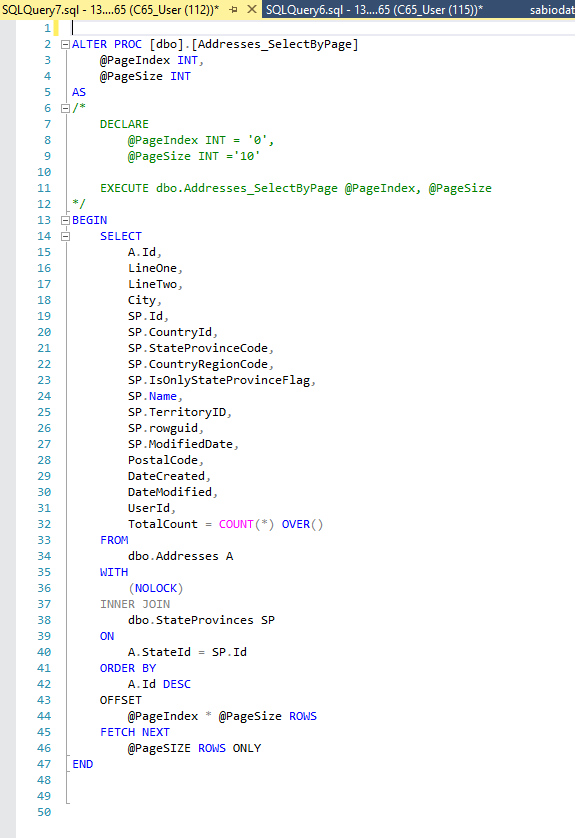 SQLQuery7.sql - 13....65 (C65_User (112))* SQLQuery6.sql - 13....65 (C65_User (115))* sabiodat
1
2 ALTER PROC [dbo].[Addresses_SelectByPage]
3 @PageIndex INT,
4 @PageSize INT
5 AS
6 /*
7 DECLARE
8 @PageIndex INT = '0',
9 @PageSize INT ='10'
10
11 EXECUTE dbo.Addresses_SelectByPage @PageIndex, @PageSize
12 */
13 BEGIN
14 SELECT
15 A.Id,
16 LineOne,
17 LineTwo,
18 City,
19 SP.Id,
20 SP.CountryId,
21 SP.StateProvinceCode,
22 SP.CountryRegionCode,
23 SP.IsOnlyStateProvinceFlag,
24 SP.Name,
25 SP.TerritoryID,
26 SP.rowguid,
27 SP.ModifiedDate,
28 PostalCode,
29 DateCreated,
30 DateModified,
31 UserId,
32 TotalCount = COUNT(*) OVER()
33 FROM
34 dbo.Addresses A
35 WITH
36 (NOLOCK)
37 INNER JOIN
38 dbo.StateProvinces SP
39 ON
40 A.StateId = SP.Id
41 ORDER BY
42 A.Id DESC
43 OFFSET
44 @PageIndex * @PageSize ROWS
45 FETCH NEXT
46 @PageSIZE ROWS ONLY
47 END
48
49
50